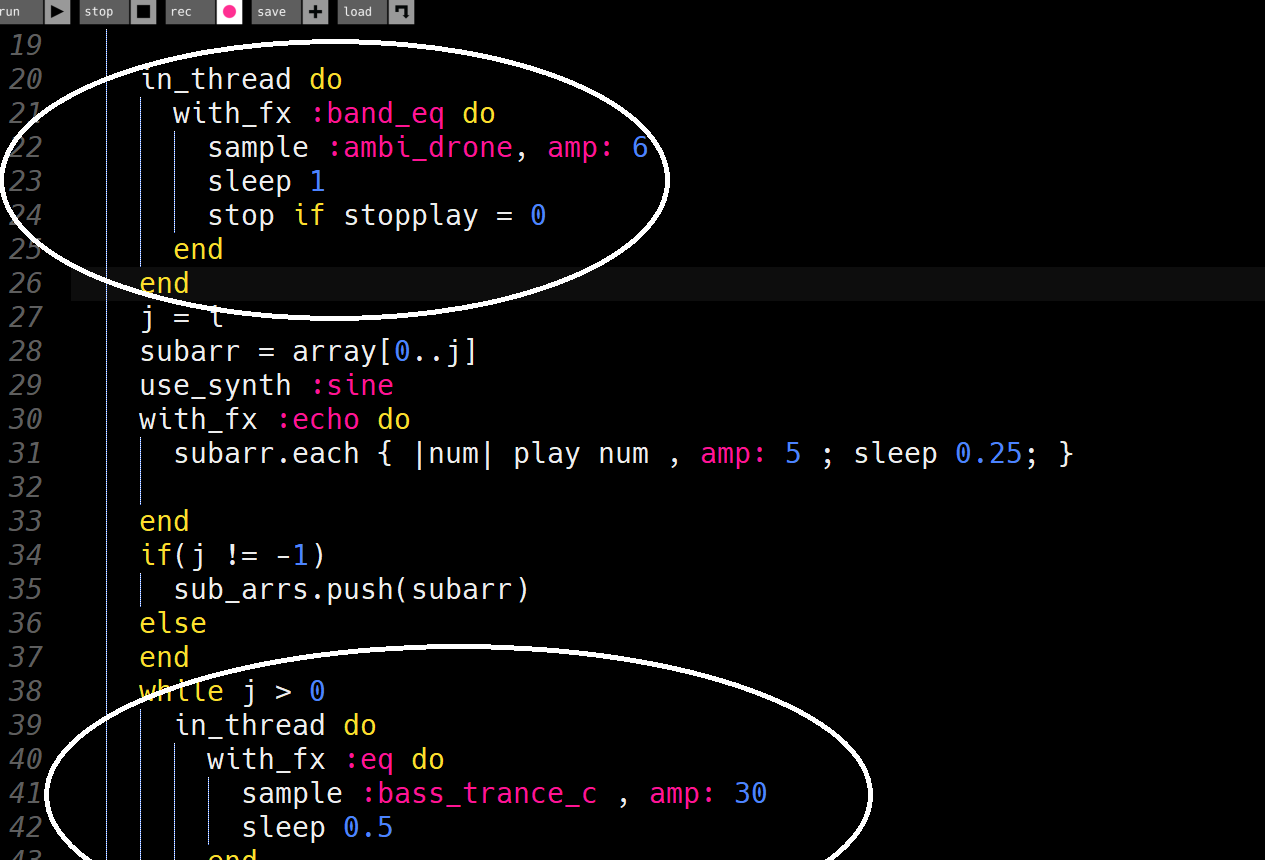 run stop rec save load
19
20 in_thread do
21 with_fx :band_eq do
22 sample :ambi_drone, amp: 6
23 sleep 1
24 stop if stopplay = 0
25 end
26 end
27 j = l
28 subarr = array[0..j]
29 use_synth :sine
30 with_fx :echo do
31 subarr.each { |num| play num , amp: 5 ; sleep 0.25; }
32
33 end
34 if(j != -1)
35 sub_arrs.push(subarr)
36 else
37 end
38 while j > 0
39 in_thread do
40 with_fx :eq do
41 sample :bass_trance_c , amp: 30
42 sleep 0.5
43 end